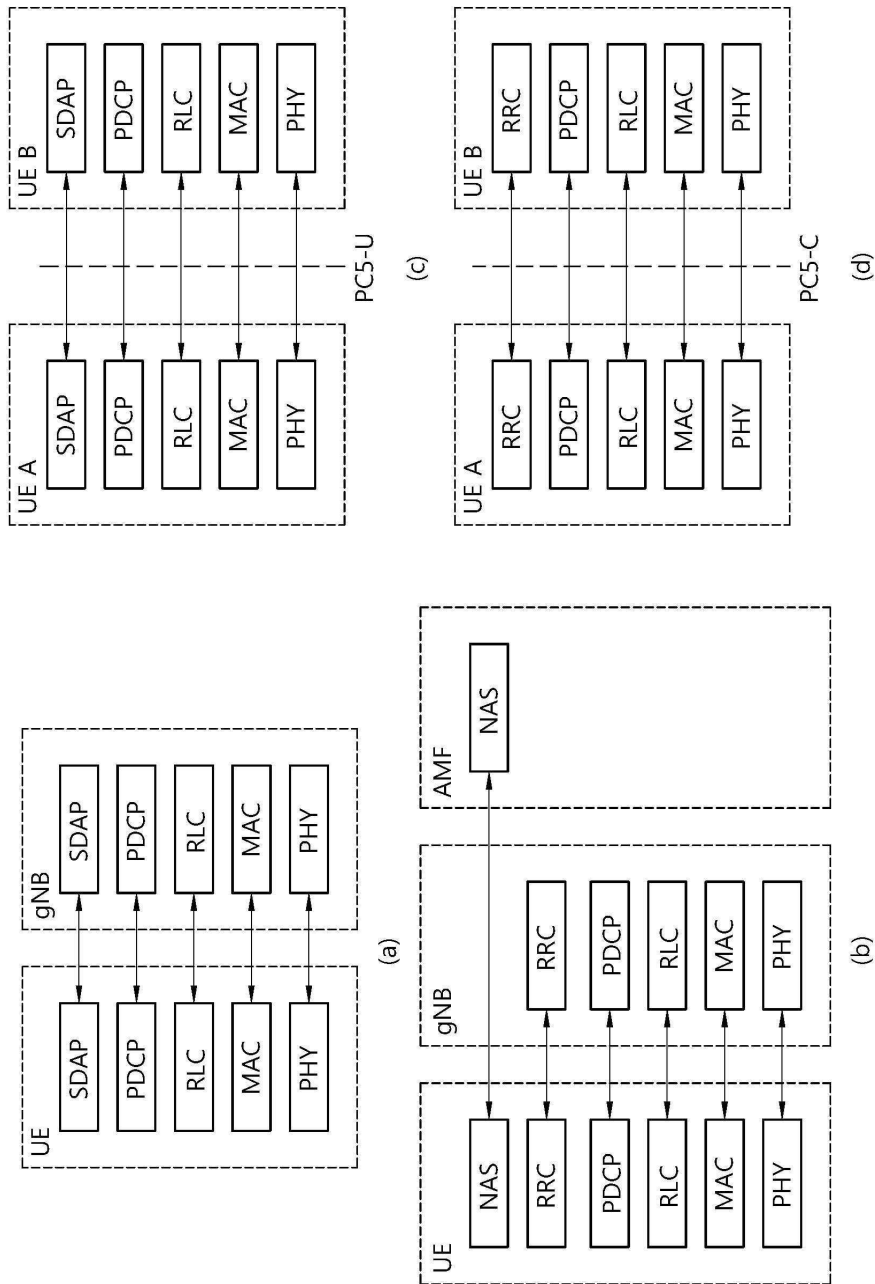 UE
gNB
SDAP
SDAP
PDCP
PDCP
RLC
RLC
MAC
MAC
PHY
PHY
(a)
UE
gNB
AMF
NAS
NAS
RRC
RRC
PDCP
PDCP
RLC
RLC
MAC
MAC
PHY
PHY
(b)
UE A
UE B
SDAP
SDAP
PDCP
PDCP
RLC
RLC
MAC
MAC
PHY
PHY
PC5-U
(c)
UE A
UE B
RRC
RRC
PDCP
PDCP
RLC
RLC
MAC
MAC
PHY
PHY
PC5-C
(d)